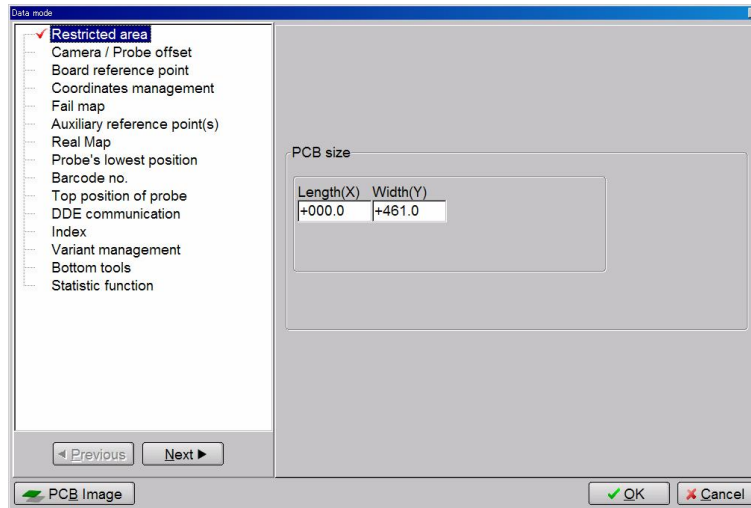 Data mode
Restricted area
Camera / Probe offset
Board reference point
Coordinates management
Fail map
Auxiliary reference point(s)
Real Map
Probe's lowest position
Barcode no.
Top position of probe
DDE communication
Index
Variant management
Bottom tools
Statistic function
PCB size
Length(X) Width(Y)
+000.0 +461.0
Previous Next
PCB Image OK Cancel